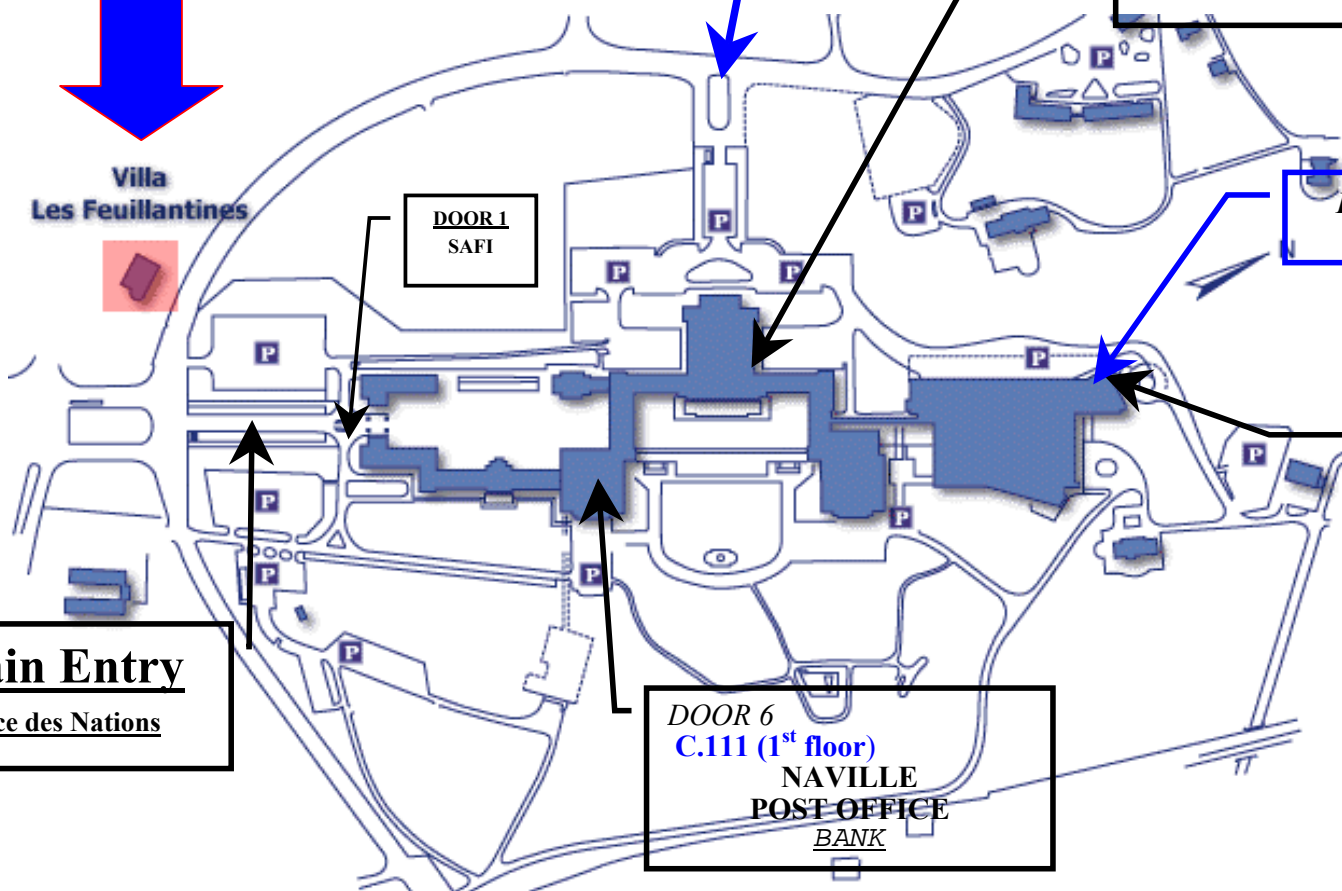 Villa
Les Feuillantines
DOOR 1
SAFI
P
P
P
P
P
P
P
P
P
P
P
P
P
N
ain Entry
ce des Nations
DOOR 6
C.111 (1st floor)
NAVILLE
POST OFFICE
BANK